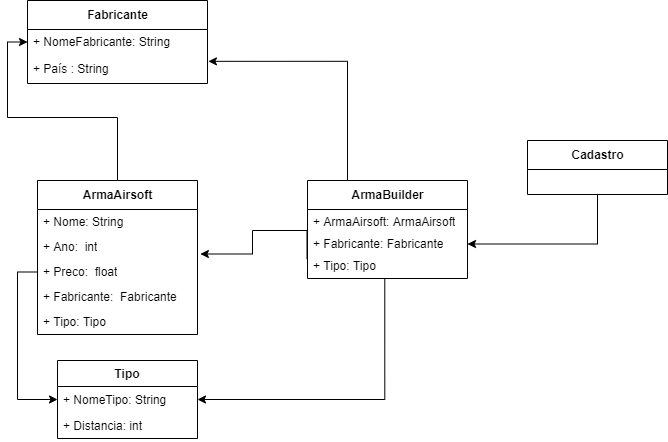 Fabricante
+ NomeFabricante: String
+ País : String
Cadastro
ArmaAirsoft
+ Nome: String
+ Ano:  int
+ Preco:  float
+ Fabricante:  Fabricante
+ Tipo: Tipo
ArmaBuilder
+ ArmaAirsoft: ArmaAirsoft
+ Fabricante: Fabricante
+ Tipo: Tipo
Tipo
+ NomeTipo: String
+ Distancia: int